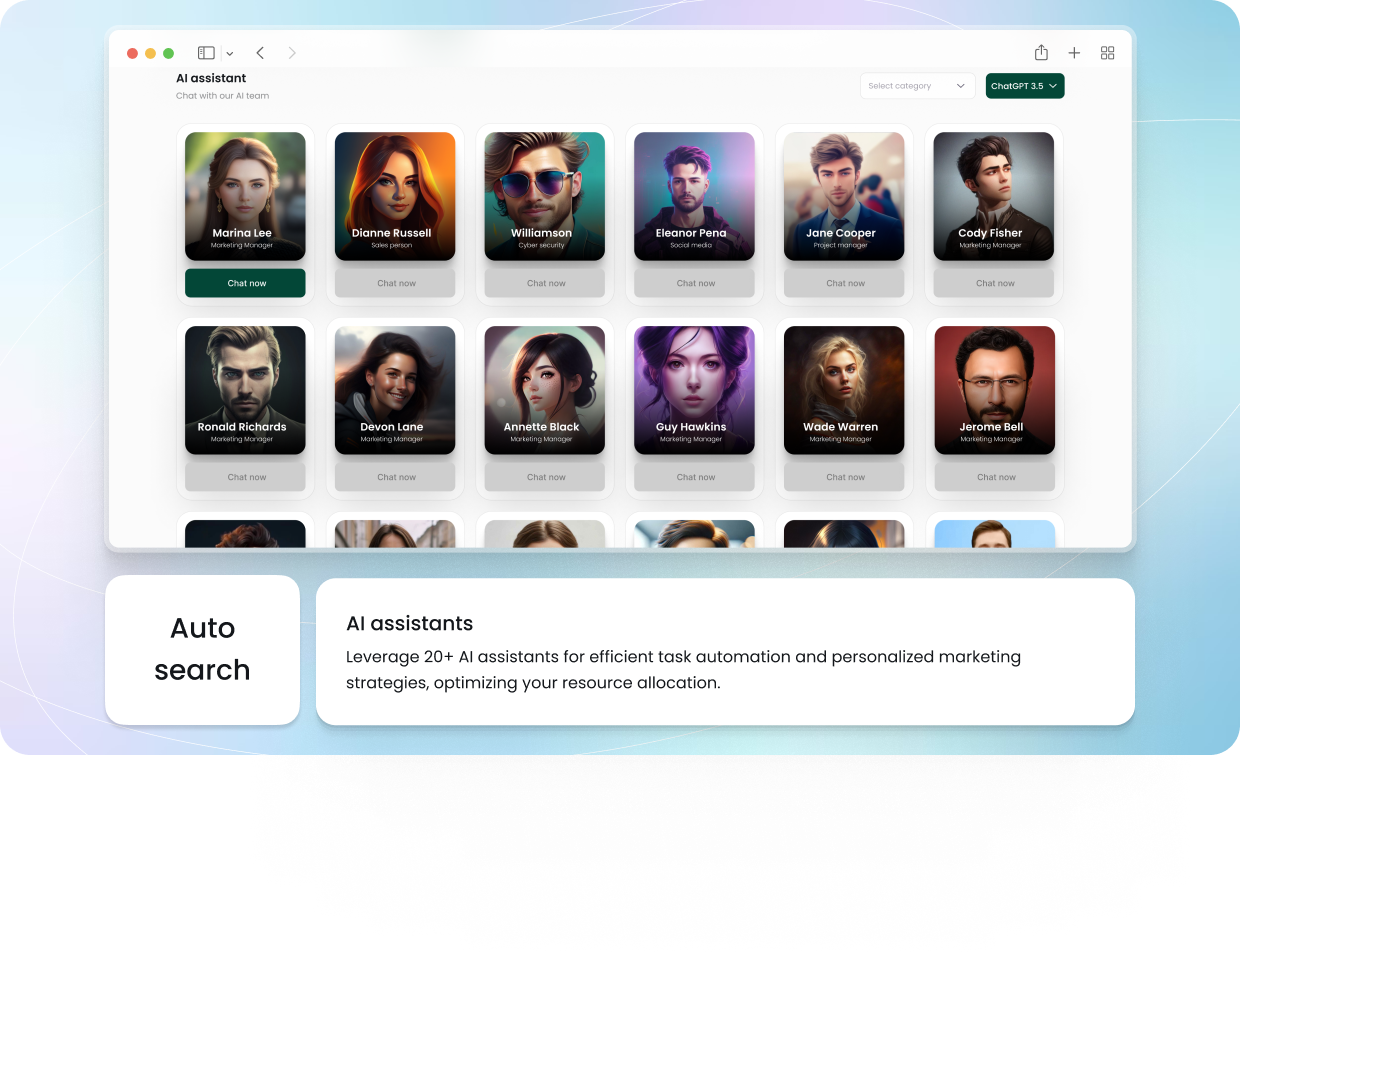 AI assistant
Chat with our AI team
Select category
ChatGPT 3.5
Marina Lee
Marketing Manager
Chat now
Dianne Russell
Sales person
Chat now
Williamson
Cyber security
Chat now
Eleanor Pena
Social media
Chat now
Jane Cooper
Project manager
Chat now
Cody Fisher
Marketing Manager
Chat now
Ronald Richards
Marketing Manager
Chat now
Devon Lane
Marketing Manager
Chat now
Annette Black
Marketing Manager
Chat now
Guy Hawkins
Marketing Manager
Chat now
Wade Warren
Marketing Manager
Chat now
Jerome Bell
Marketing Manager
Chat now
Auto
search
AI assistants
Leverage 20+ AI assistants for efficient task automation and personalized marketing
strategies, optimizing your resource allocation.